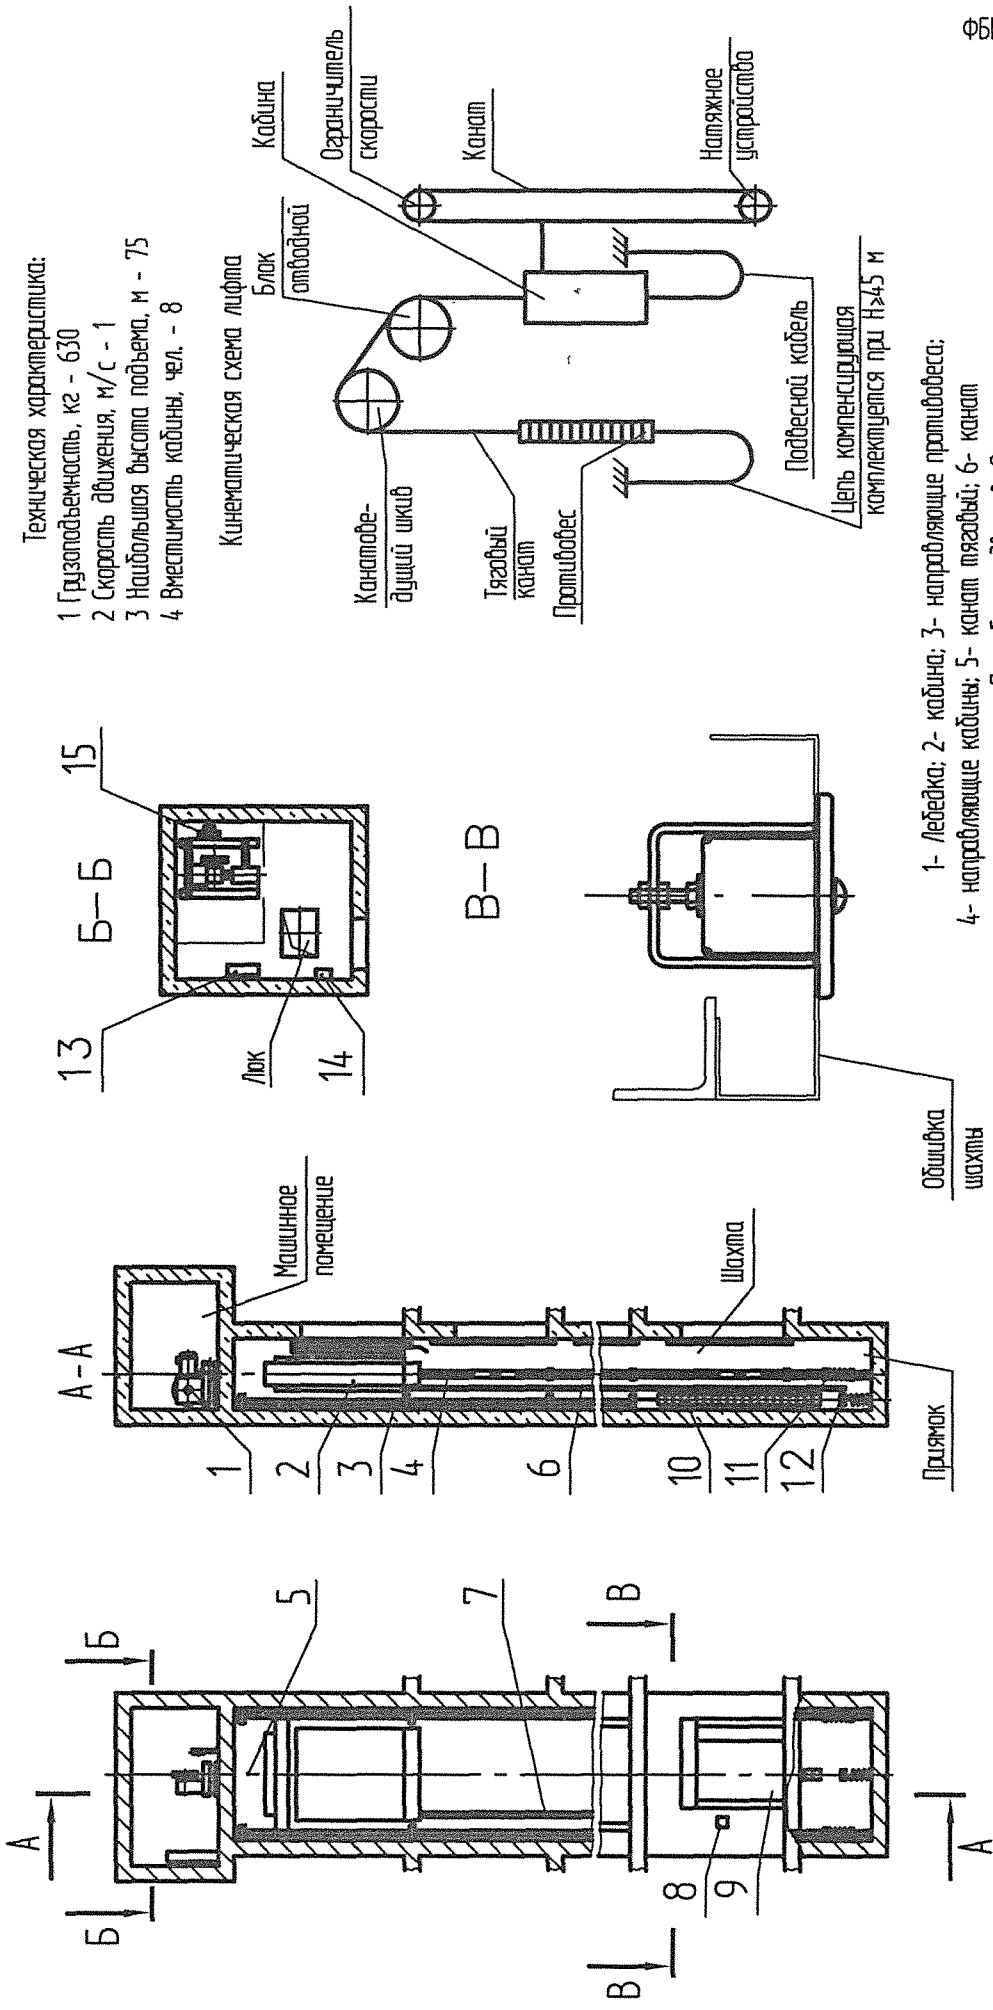 Техническая характеристика:
1 Грузоподъемность, кг - 630
2 Скорость движения, м/с - 1
3 Наибольшая высота подъема, м - 75
4 Вместимость кабины, чел. - 8
Кинематическая схема лифта
Блок
отводной
Кабина
Ограничитель
скорости
Канат
Натяжное
устройство
Канатове-
дущий шкив
Тяговый
канат
Противовес
Подвесной кабель
Цепь компенсирующая
комплектуется при H≥45 м
Б–Б
15
13
Люк
14
В–В
Обшивка
шахты
А-А
Машинное
помещение
Шахта
Приямок
1
2
3
4
6
10
11
12
А
А
Б
Б
В
В
5
7
8
9
1- Лебедка; 2- кабина; 3- направляющие противовеса;
4- направляющие кабины; 5- канат тяговый; 6- канат